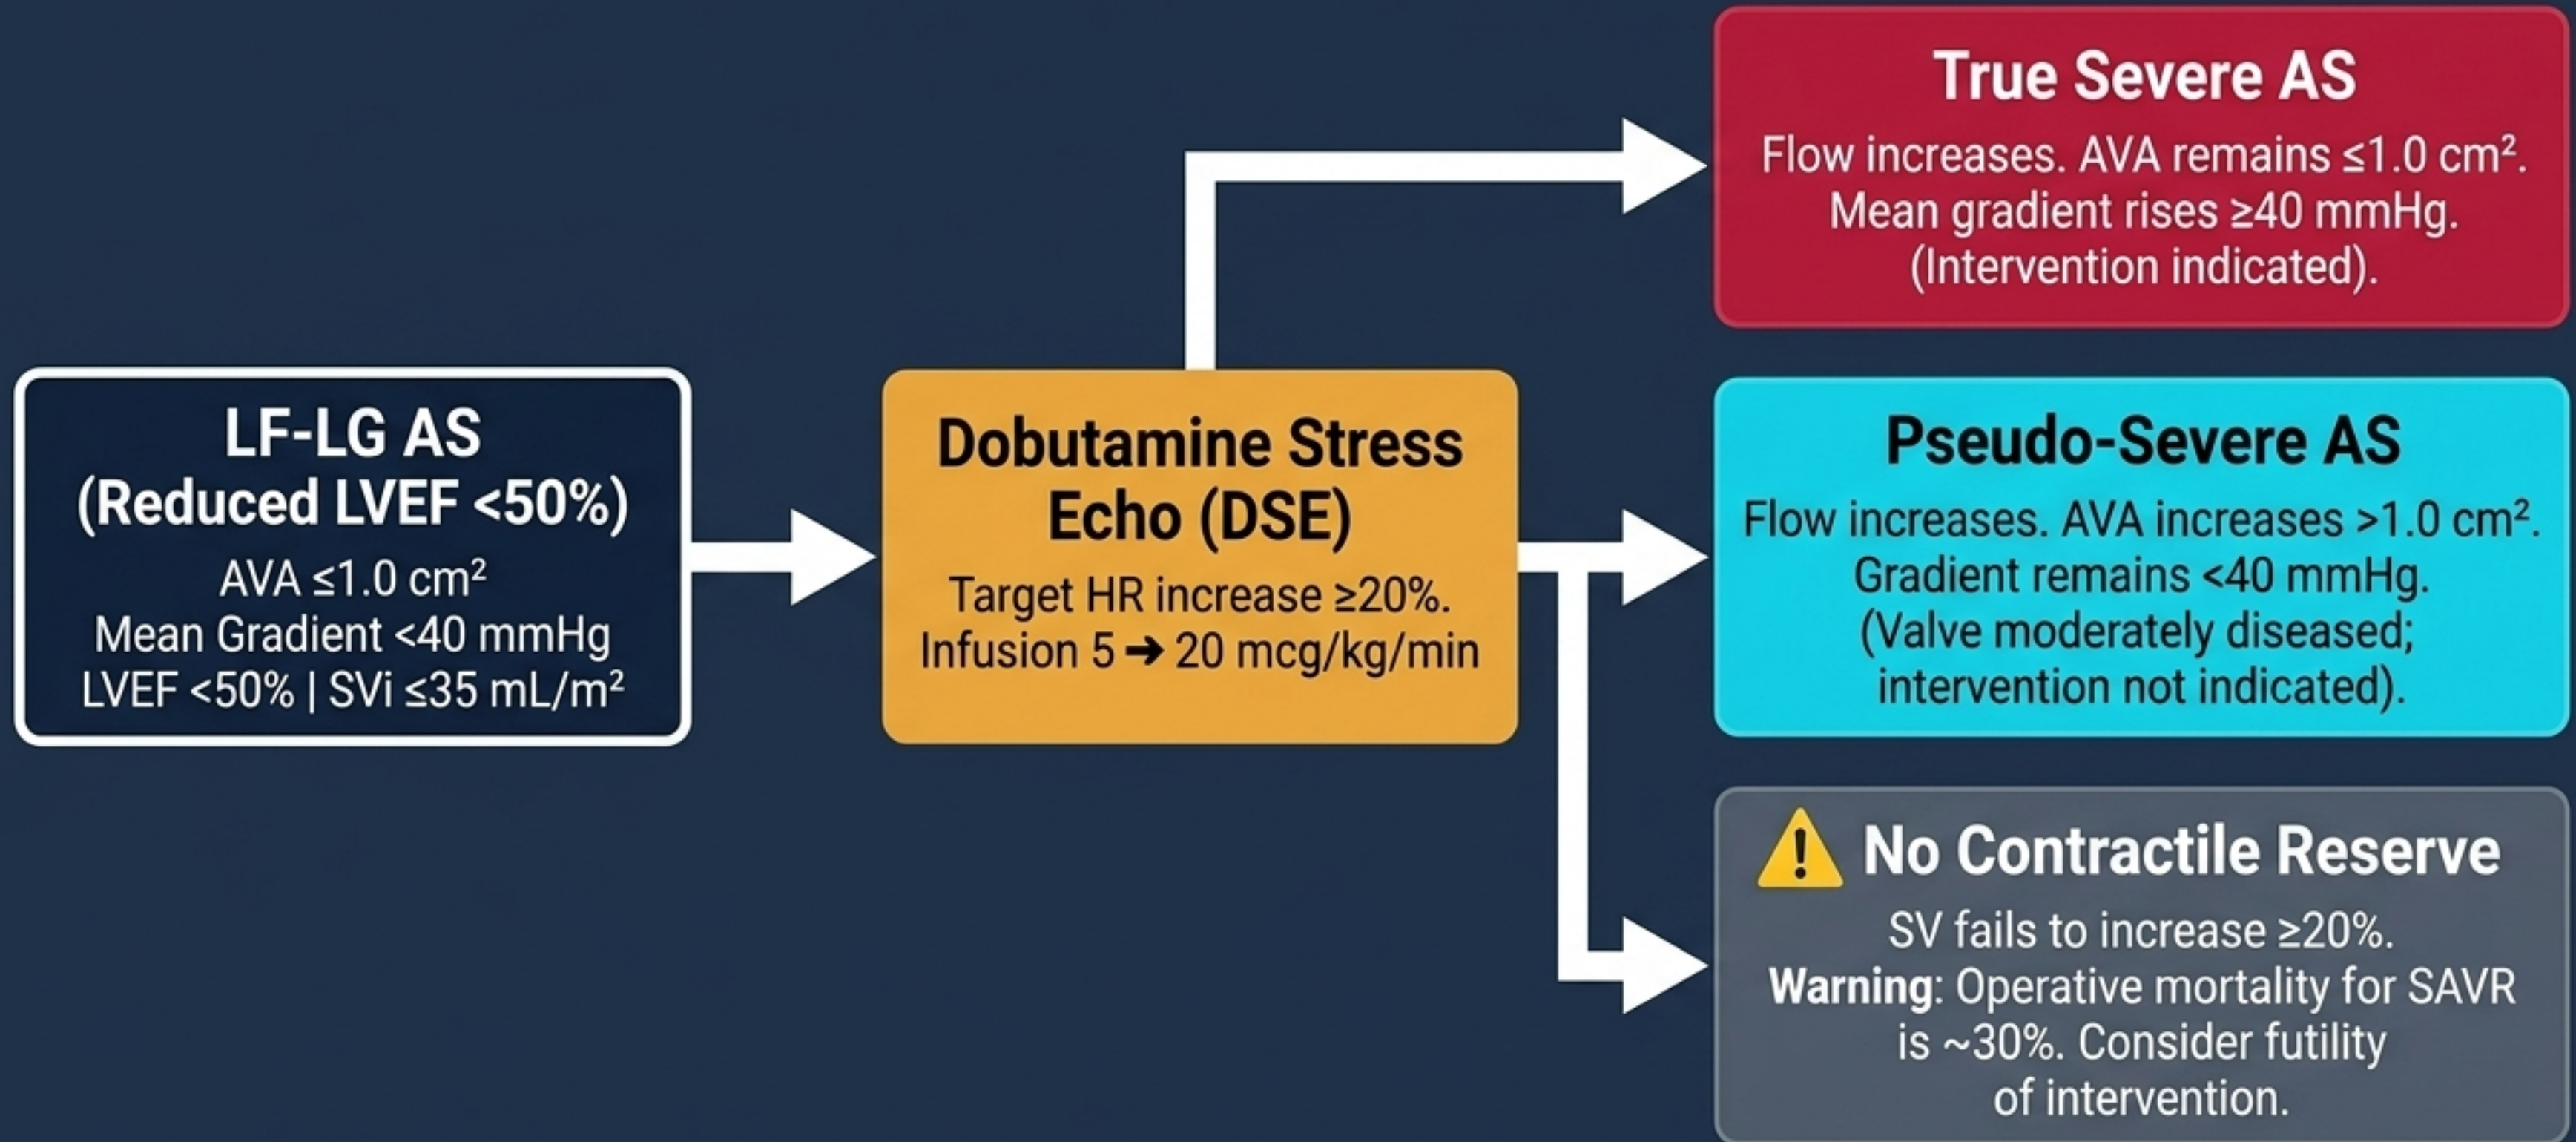 LF-LG AS
(Reduced LVEF <50%)
AVA ≤1.0 cm²
Mean Gradient <40 mmHg
LVEF <50% | SVi ≤35 mL/m²
Dobutamine Stress
Echo (DSE)
Target HR increase ≥20%.
Infusion 5 ➔ 20 mcg/kg/min
True Severe AS
Flow increases. AVA remains ≤1.0 cm².
Mean gradient rises ≥40 mmHg.
(Intervention indicated).
Pseudo-Severe AS
Flow increases. AVA increases >1.0 cm².
Gradient remains <40 mmHg.
(Valve moderately diseased;
intervention not indicated).
No Contractile Reserve
SV fails to increase ≥20%.
Warning: Operative mortality for SAVR
is ~30%. Consider futility
of intervention.